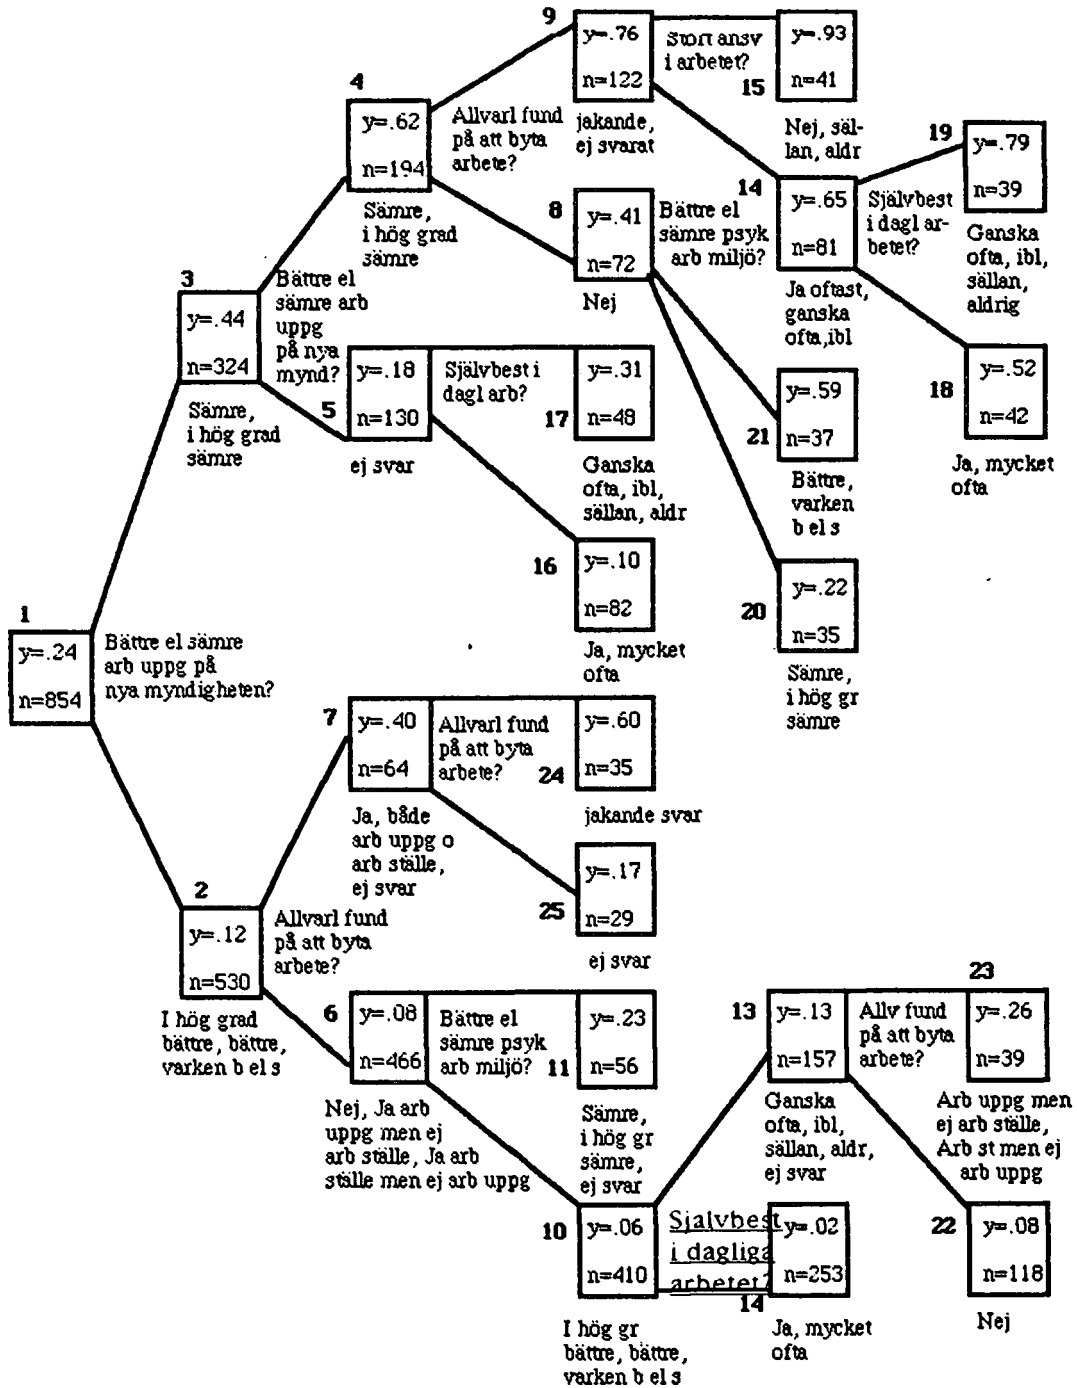 9
y=.76
n=122
jakande,
ej svarat
Stort ansv
i arbetet?
15
y=.93
n=41
Nej, säl-
lan, aldr
4
y=.62
n=194
Sämre,
i hög grad
sämre
Allvarl fund
på att byta
arbete?
8
y=.41
n=72
Nej
Bättre el
sämre psyk
arb miljö?
14
y=.65
n=81
Ja oftast,
ganska
ofta,ibl
Självbest
i dagl ar-
betet?
19
y=.79
n=39
Ganska
ofta, ibl,
sällan,
aldrig
18
y=.52
n=42
Ja, mycket
ofta
3
y=.44
n=324
Sämre,
i hög grad
sämre
Bättre el
sämre arb
uppg
på nya
mynd?
5
y=.18
n=130
ej svar
Självbest i
dagl arb?
17
y=.31
n=48
Ganska
ofta, ibl,
sällan, aldr
16
y=.10
n=82
Ja, mycket
ofta
21
y=.59
n=37
Bättre,
varken
b el s
20
y=.22
n=35
Sämre,
i hög gr
sämre
1
y=.24
n=854
Bättre el sämre
arb uppg på
nya myndigheten?
7
y=.40
n=64
Ja, både
arb uppg o
arb ställe,
ej svar
Allvarl fund
på att byta
arbete?
24
y=.60
n=35
jakande svar
25
y=.17
n=29
ej svar
2
y=.12
n=530
I hög grad
bättre, bättre,
varken b el s
Allvarl fund
på att byta
arbete?
6
y=.08
n=466
Nej, Ja arb
uppg men ej
arb ställe, Ja arb
ställe men ej arb uppg
Bättre el
sämre psyk
arb miljö?
11
y=.23
n=56
Sämre,
i hög gr
sämre,
ej svar
10
y=.06
n=410
I hög gr
bättre, bättre,
varken b el s
Sjalvbest
i dagliga
arbetet?
13
y=.13
n=157
Ganska
ofta, ibl,
sällan, aldr,
ej svar
Allv fund
på att byta
arbete?
23
y=.26
n=39
Arb uppg men
ej arb ställe,
Arb st men ej
arb uppg
14
y=.02
n=253
Ja, mycket
ofta
22
y=.08
n=118
Nej